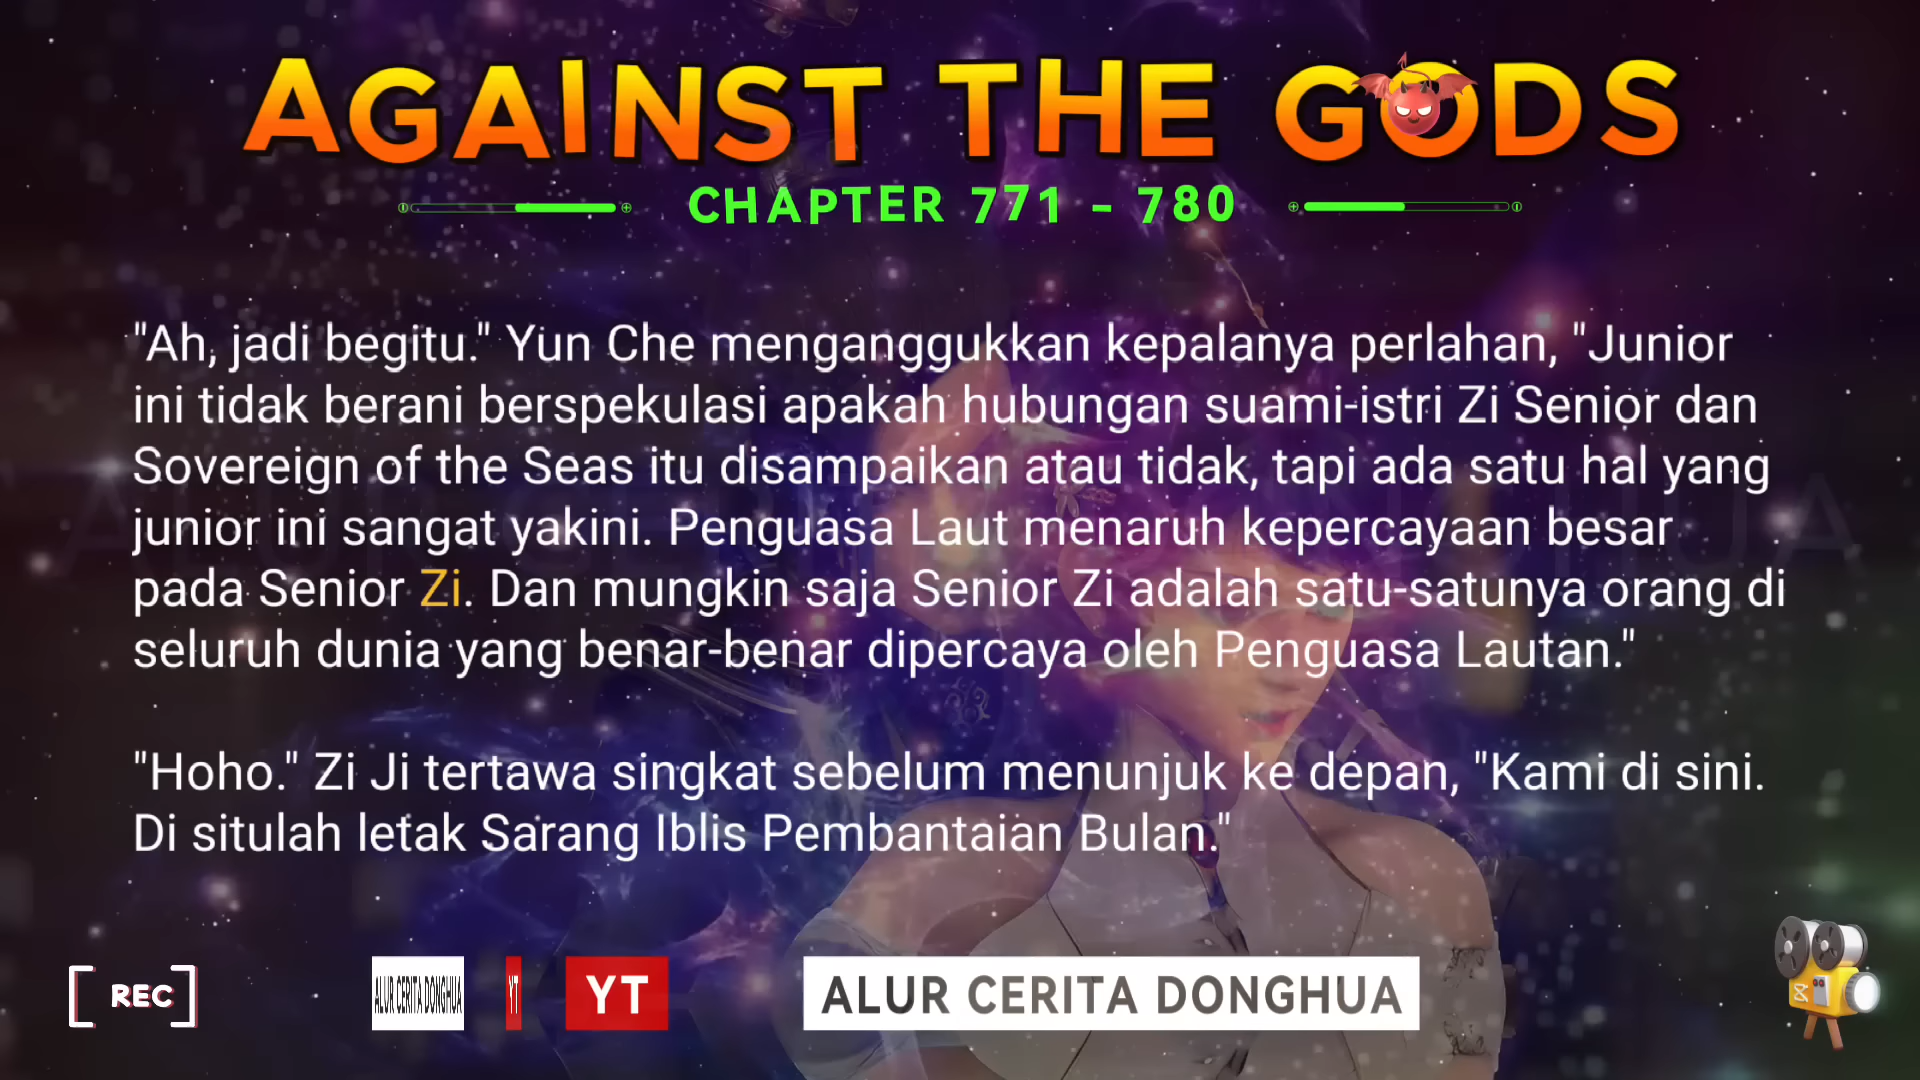 AGAINST THE GODS
CHAPTER 771 - 780
"Ah, jadi begitu." Yun Che menganggukkan kepalanya perlahan, "Junior
ini tidak berani berspekulasi apakah hubungan suami-istri Zi Senior dan
Sovereign of the Seas itu disampaikan atau tidak, tapi ada satu hal yang
junior ini sangat yakini. Penguasa Laut menaruh kepercayaan besar
pada Senior Zi. Dan mungkin saja Senior Zi adalah satu-satunya orang di
seluruh dunia yang benar-benar dipercaya oleh Penguasa Lautan."
"Hoho." Zi Ji tertawa singkat sebelum menunjuk ke depan, "Kami di sini.
Di situlah letak Sarang Iblis Pembantaian Bulan."
REC
ALUR CERITA DONGHUA
YT
YT
ALUR CERITA DONGHUA